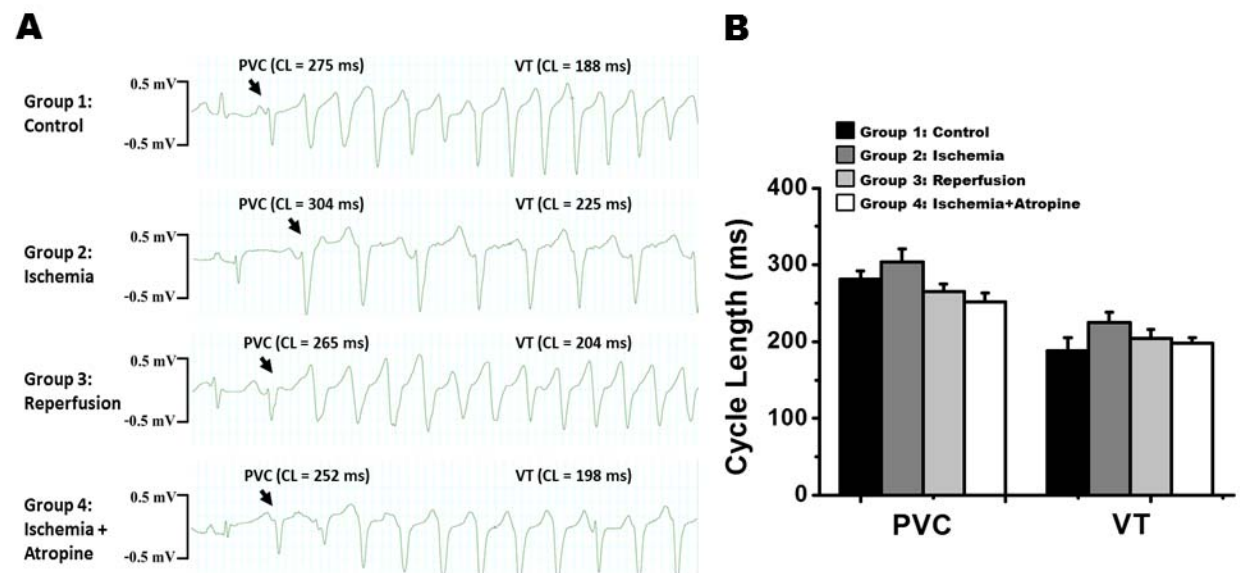 A
PVC (CL = 275 ms) VT (CL = 188 ms)
Group 1:
Control
0.5 mV
-0.5 mV
PVC (CL = 304 ms) VT (CL = 225 ms)
Group 2:
Ischemia
0.5 mV
-0.5 mV
PVC (CL = 265 ms) VT (CL = 204 ms)
Group 3:
Reperfusion
0.5 mV
-0.5 mV
PVC (CL = 252 ms) VT (CL = 198 ms)
Group 4:
Ischemia +
Atropine
0.5 mV
-0.5 mV
B
Group 1: Control
Group 2: Ischemia
Group 3: Reperfusion
Group 4: Ischemia+Atropine
Cycle Length (ms)
400
300
200
100
0
PVC VT